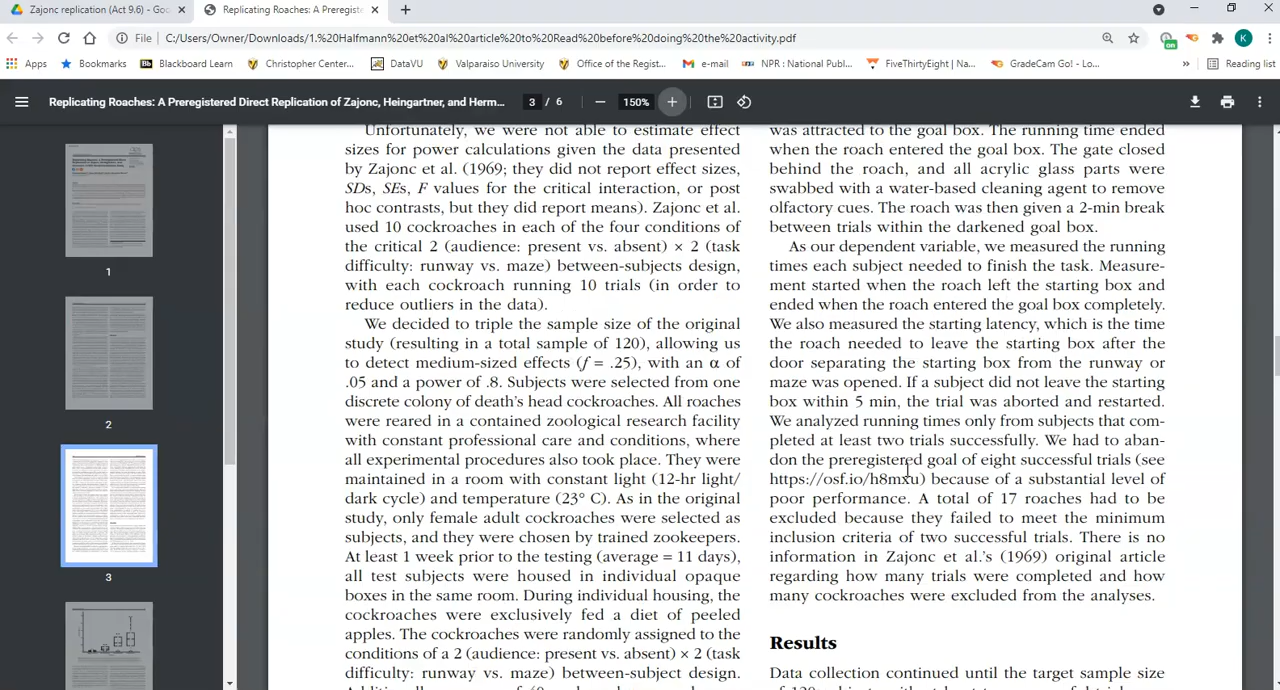 Zajonc replication (Act 9.6) - Goo
Replicating Roaches: A Preregiste
File
C:/Users/Owner/Downloads/1.%20Halfmann%20et%20al%20article%20to%20Read%20before%20doing%20the%20activity.pdf
on
K
Apps
Bookmarks
Bb
Blackboard Learn
Christopher Center...
DataVU
Valparaiso University
Office of the Regist...
e-mail
NPR : National Publ...
FiveThirtyEight | Na...
GradeCam Go! - Lo...
»
Reading list
Replicating Roaches: A Preregistered Direct Replication of Zajonc, Heingartner, and Herm...
3 / 6
150%
1
2
3
Unfortunately, we were not able to estimate effect
sizes for power calculations given the data presented
by Zajonc et al. (1969; they did not report effect sizes,
SDs, SEs, F values for the critical interaction, or post
hoc contrasts, but they did report means). Zajonc et al.
used 10 cockroaches in each of the four conditions of
the critical 2 (audience: present vs. absent) × 2 (task
difficulty: runway vs. maze) between-subjects design,
with each cockroach running 10 trials (in order to
reduce outliers in the data).
We decided to triple the sample size of the original
study (resulting in a total sample of 120), allowing us
to detect medium-sized effects (f = .25), with an α of
.05 and a power of .8. Subjects were selected from one
discrete colony of death's head cockroaches. All roaches
were reared in a contained zoological research facility
with constant professional care and conditions, where
all experimental procedures also took place. They were
in a room with constant light (12-hr light/
dark cycle) and temperature (23° C). As in the original
only female adult cockroaches were selected as
subjects, and they were chosen by trained zookeepers.
At least 1 week prior to the testing (average = 11 days),
all test subjects were housed in individual opaque
boxes in the same room. During individual housing, the
cockroaches were exclusively fed a diet of peeled
apples. The cockroaches were randomly assigned to the
conditions of a 2 (audience: present vs. absent) × 2 (task
difficulty: runway vs. maze) between-subject design.
was attracted to the goal box. The running time ended
when the roach entered the goal box. The gate closed
behind the roach, and all acrylic glass parts were
swabbed with a water-based cleaning agent to remove
olfactory cues. The roach was then given a 2-min break
between trials within the darkened goal box.
As our dependent variable, we measured the running
times each subject needed to finish the task. Measure-
ment started when the roach left the starting box and
ended when the roach entered the goal box completely.
We also measured the starting latency, which is the time
the roach needed to leave the starting box after the
door separating the starting box from the runway or
maze was opened. If a subject did not leave the starting
box within 5 min, the trial was aborted and restarted.
We analyzed running times only from subjects that com-
pleted at least two trials successfully. We had to aban-
don our preregistered goal of eight successful trials (see
https://osf.io/h8mxu) because of a substantial level of
poor performance. A total of 17 roaches had to be
excluded because they failed to meet the minimum
inclusion criteria of two successful trials. There is no
information in Zajonc et al.'s (1969) original article
regarding how many trials were completed and how
many cockroaches were excluded from the analyses.
Results
Data collection continued until the target sample size